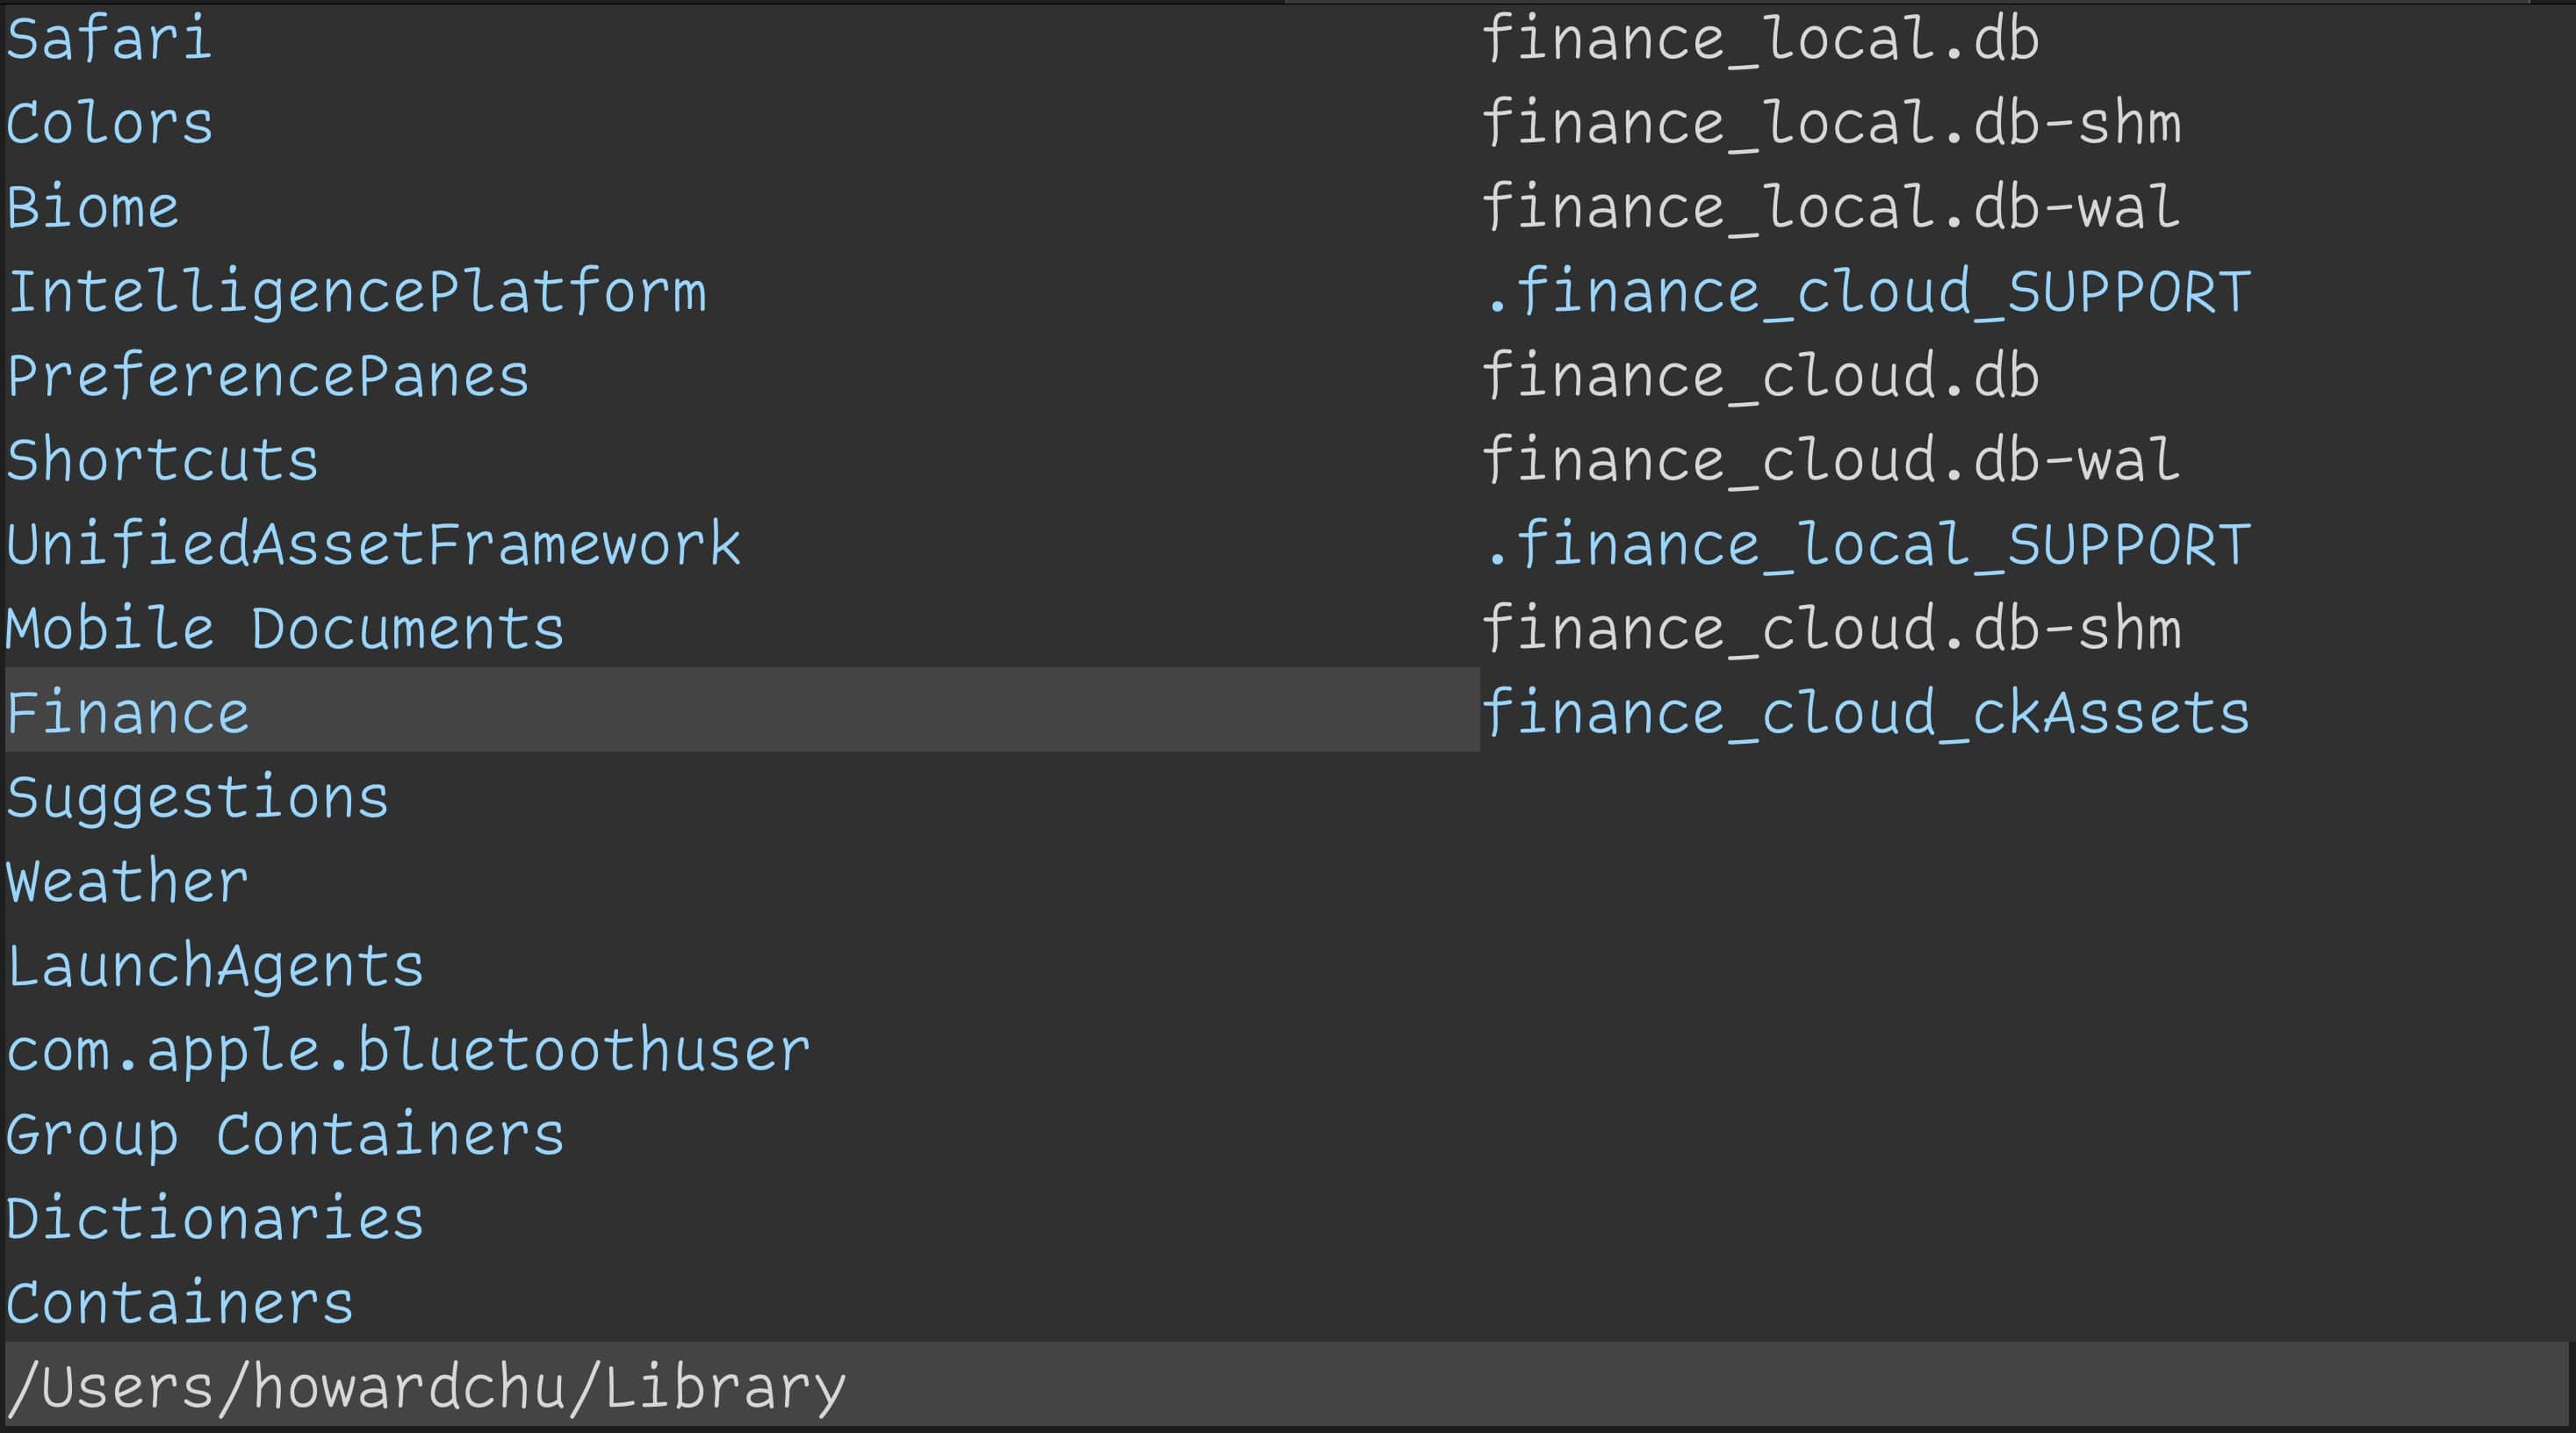 Safari
Colors
Biome
IntelligencePlatform
PreferencePanes
Shortcuts
UnifiedAssetFramework
Mobile Documents
Finance
Suggestions
Weather
LaunchAgents
com.apple.bluetoothuser
Group Containers
Dictionaries
Containers
finance_local.db
finance_local.db-shm
finance_local.db-wal
.finance_cloud_SUPPORT
finance_cloud.db
finance_cloud.db-wal
.finance_local_SUPPORT
finance_cloud.db-shm
finance_cloud_ckAssets
/Users/howardchu/Library